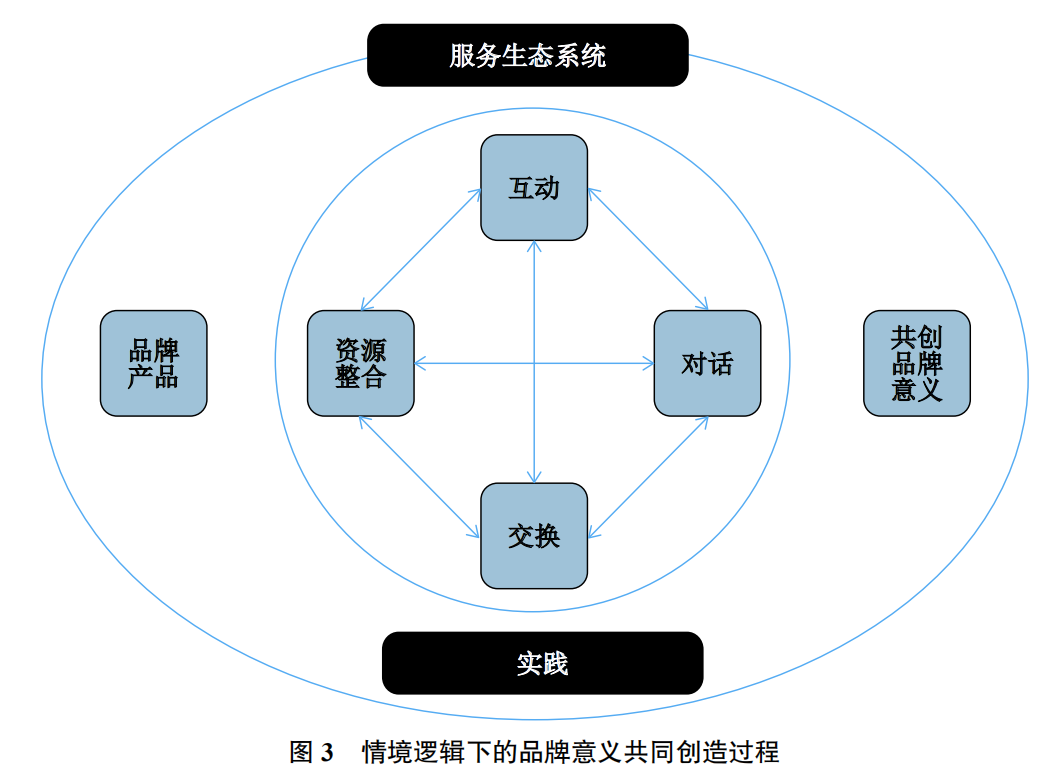 服务生态系统
互动
品牌
产品
资源
整合
对话
共创
品牌
意义
交换
实践
图 3 情境逻辑下的品牌意义共同创造过程